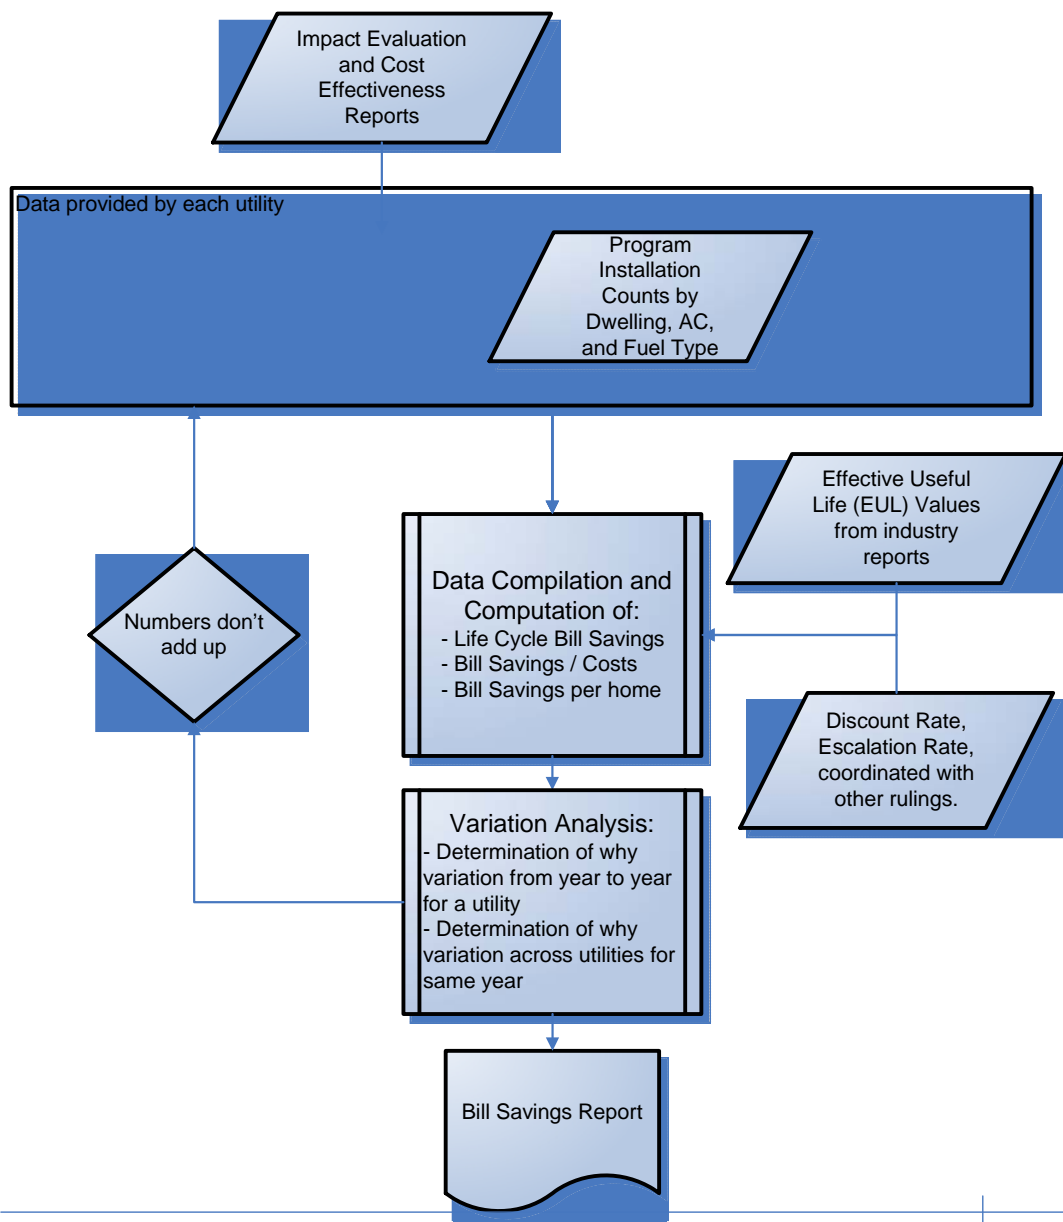 Impact Evaluation
and Cost
Effectiveness
Reports
Data provided by each utility
Program
Installation
Counts by
Dwelling, AC,
and Fuel Type
Effective Useful
Life (EUL) Values
from industry
reports
Data Compilation and
Computation of:
- Life Cycle Bill Savings
- Bill Savings / Costs
- Bill Savings per home
Numbers don’t
add up
Discount Rate,
Escalation Rate,
coordinated with
other rulings.
Variation Analysis:
- Determination of why
variation from year to year
for a utility
- Determination of why
variation across utilities for
same year
Bill Savings Report